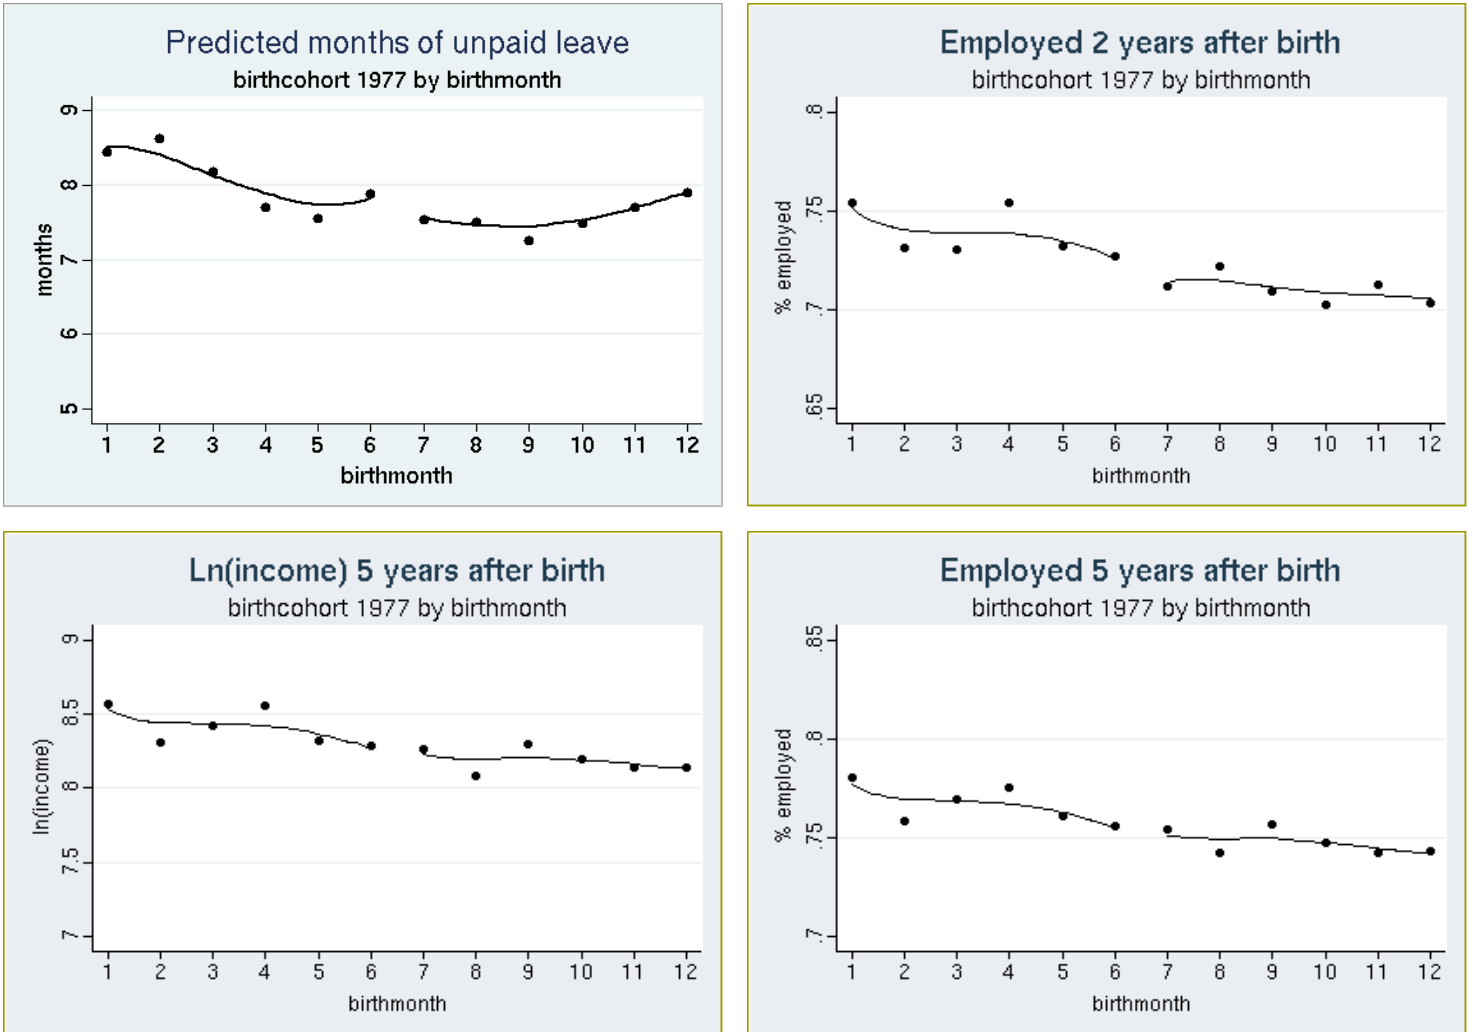 Predicted months of unpaid leave
birthcohort 1977 by birthmonth
9
8
7
6
5
months
1 2 3 4 5 6 7 8 9 10 11 12
birthmonth
Employed 2 years after birth
birthcohort 1977 by birthmonth
.8
.75
.7
.65
% employed
1 2 3 4 5 6 7 8 9 10 11 12
birthmonth
Ln(income) 5 years after birth
birthcohort 1977 by birthmonth
9
8.5
8
7.5
7
ln(income)
1 2 3 4 5 6 7 8 9 10 11 12
birthmonth
Employed 5 years after birth
birthcohort 1977 by birthmonth
.85
.8
.75
.7
% employed
1 2 3 4 5 6 7 8 9 10 11 12
birthmonth